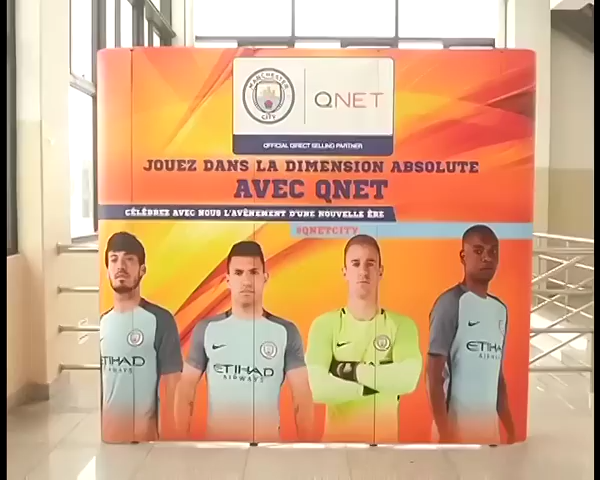 MANCHESTER
CITY
QNET
OFFICIAL DIRECT SELLING PARTNER
JOUEZ DANS LA DIMENSION ABSOLUTE
AVEC QNET
CÉLÉBREZ AVEC NOUS L'AVÈNEMENT D'UNE NOUVELLE ÈRE
#QNETCITY
ETIHAD
AIRWAYS
ETIHAD
AIRWAYS
ETIHAD
AIRWAYS